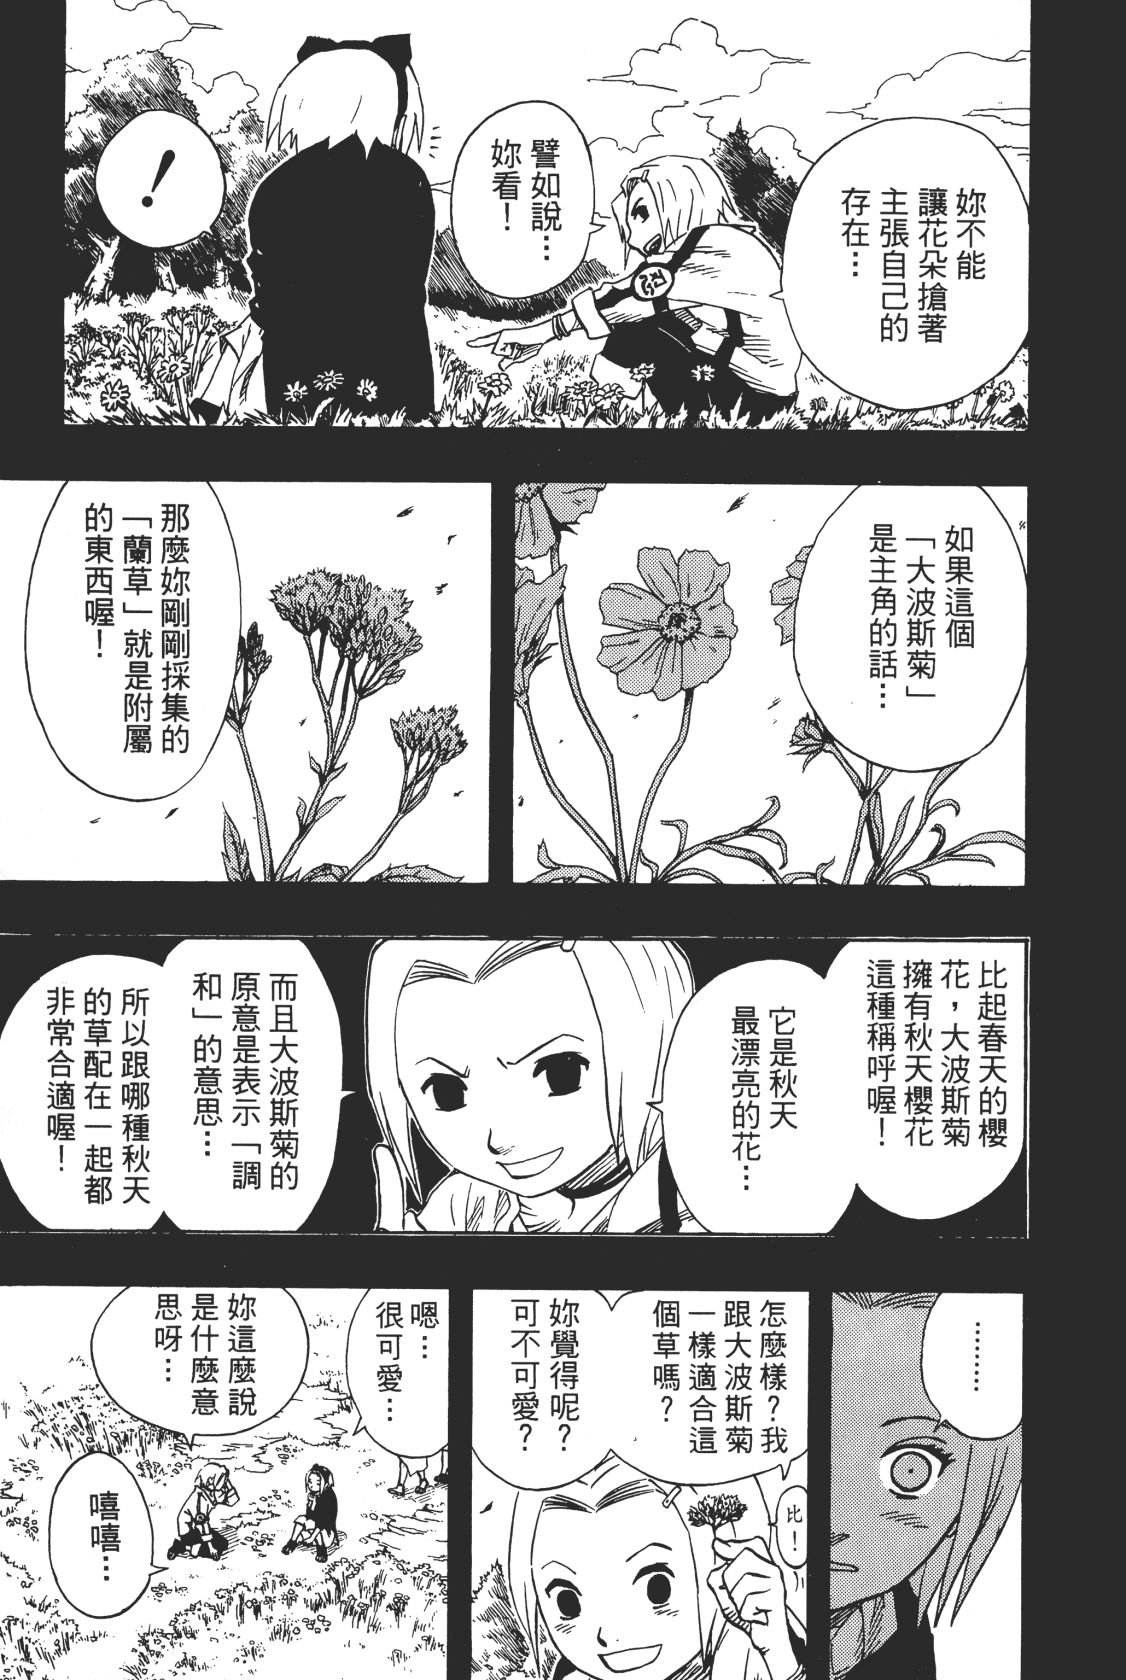 妳不能
讓花朵搶著
主張自己的
存在…
譬如說…
妳看！
！
如果這個
「大波斯菊」
是主角的話…
那麼妳剛剛採集的
「蘭草」就是附屬
的東西喔！
比起春天的櫻
花，大波斯菊
擁有秋天櫻花
這種稱呼喔！
它是秋天
最漂亮的花…
而且大波斯菊的
原意是表示「調
和」的意思…
所以跟哪種秋天
的草配在一起都
非常合適喔！
………
怎麼樣？我
跟大波斯菊
一樣適合這
個草嗎？
比！
妳覺得呢？
可不可愛？
嗯…
很可愛…
妳這麼說
是什麼意
思呀…
嘻嘻…